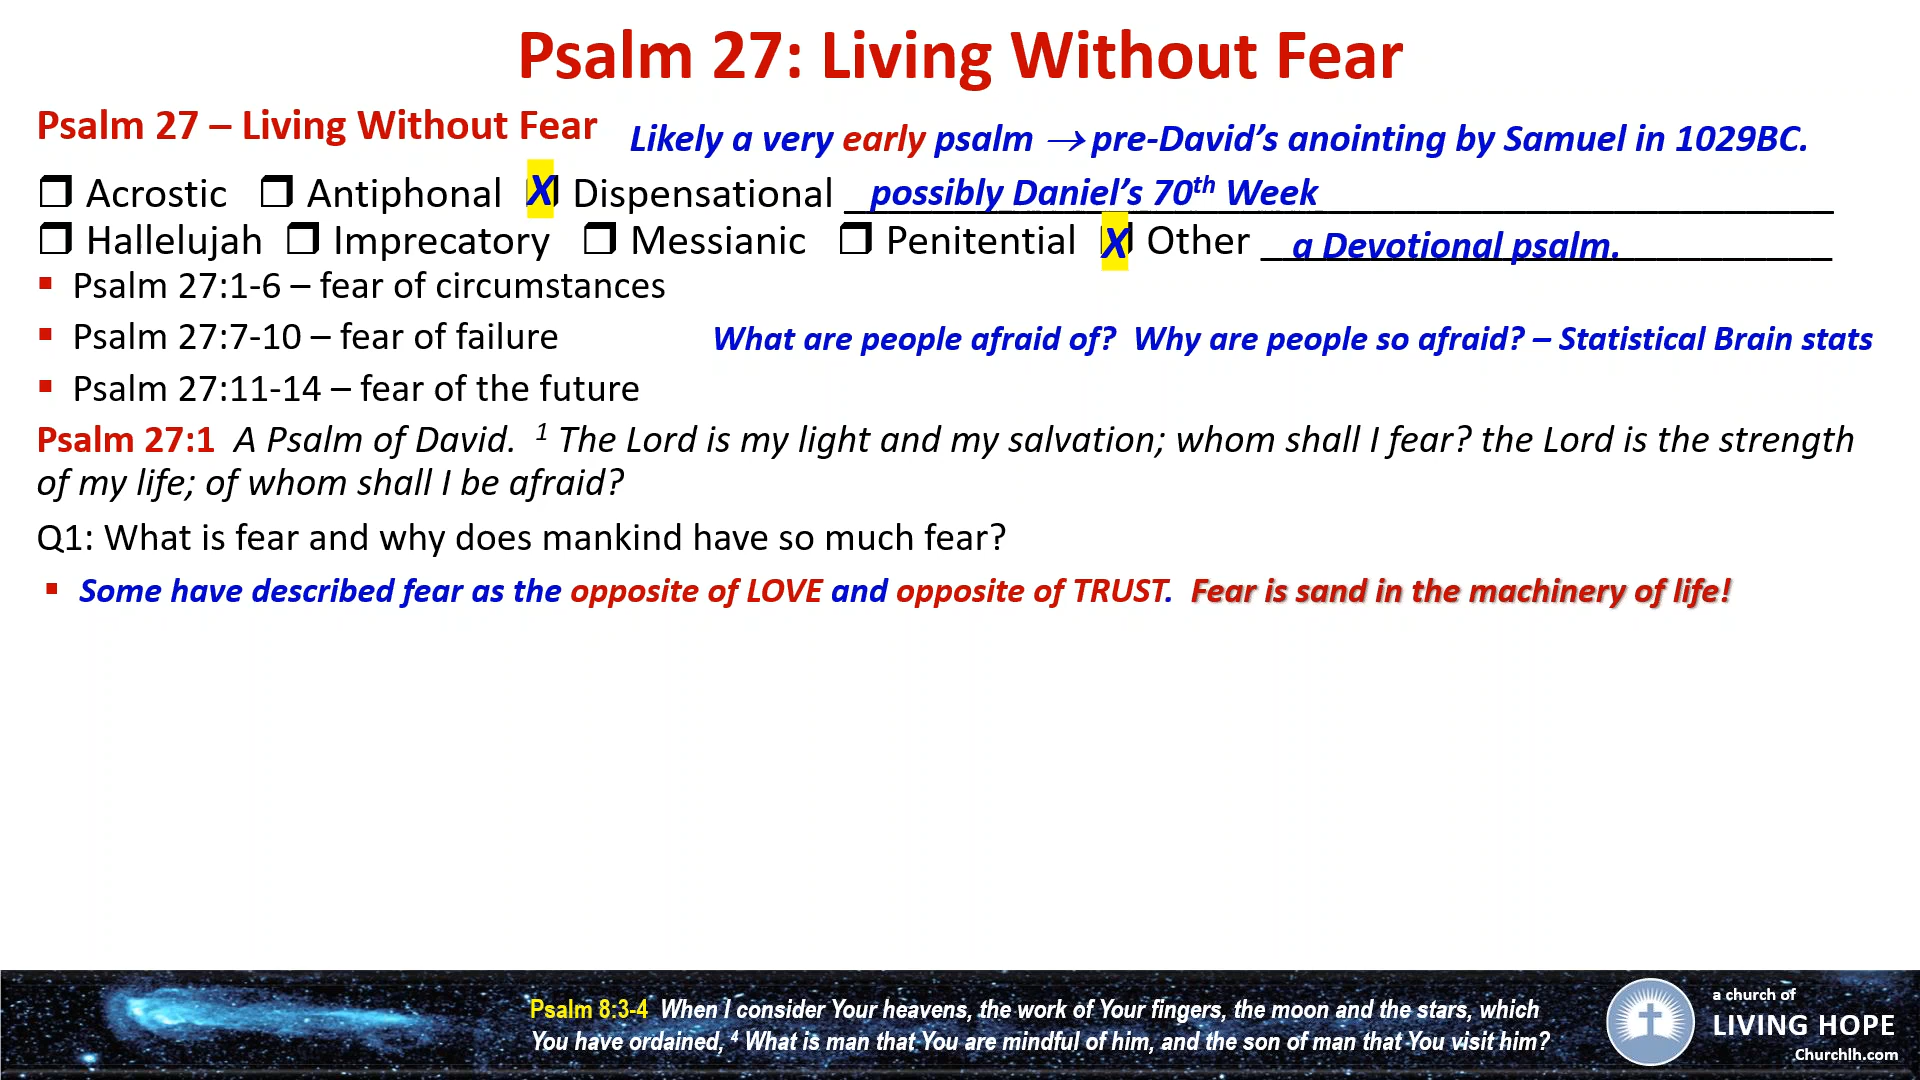 Psalm 27: Living Without Fear
Psalm 27 – Living Without Fear Likely a very early psalm → pre-David’s anointing by Samuel in 1029BC.
❒ Acrostic ❒ Antiphonal X Dispensational _possibly Daniel’s 70th Week_
❒ Hallelujah ❒ Imprecatory ❒ Messianic ❒ Penitential X Other _a Devotional psalm._
▪ Psalm 27:1-6 – fear of circumstances
▪ Psalm 27:7-10 – fear of failure What are people afraid of? Why are people so afraid? – Statistical Brain stats
▪ Psalm 27:11-14 – fear of the future
Psalm 27:1 A Psalm of David. 1 The Lord is my light and my salvation; whom shall I fear? the Lord is the strength
of my life; of whom shall I be afraid?
Q1: What is fear and why does mankind have so much fear?
▪ Some have described fear as the opposite of LOVE and opposite of TRUST. Fear is sand in the machinery of life!
Psalm 8:3-4 When I consider Your heavens, the work of Your fingers, the moon and the stars, which
You have ordained, 4 What is man that You are mindful of him, and the son of man that You visit him?
a church of
LIVING HOPE
Churchlh.com